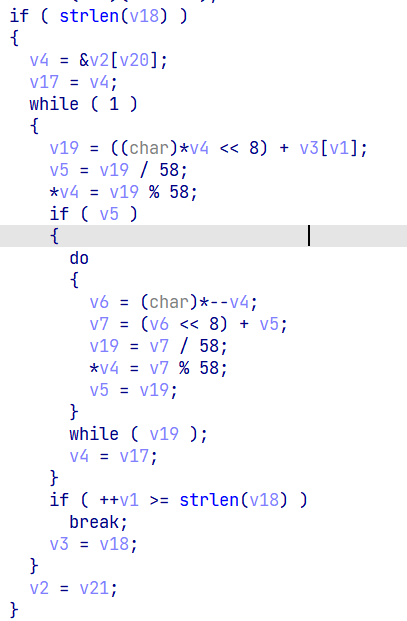 if ( strlen(v18) )
{
v4 = &v2[v20];
v17 = v4;
while ( 1 )
{
v19 = ((char)*v4 << 8) + v3[v1];
v5 = v19 / 58;
*v4 = v19 % 58;
if ( v5 )
{
do
{
v6 = (char)*--v4;
v7 = (v6 << 8) + v5;
v19 = v7 / 58;
*v4 = v7 % 58;
v5 = v19;
}
while ( v19 );
v4 = v17;
}
if ( ++v1 >= strlen(v18) )
break;
v3 = v18;
}
v2 = v21;
}